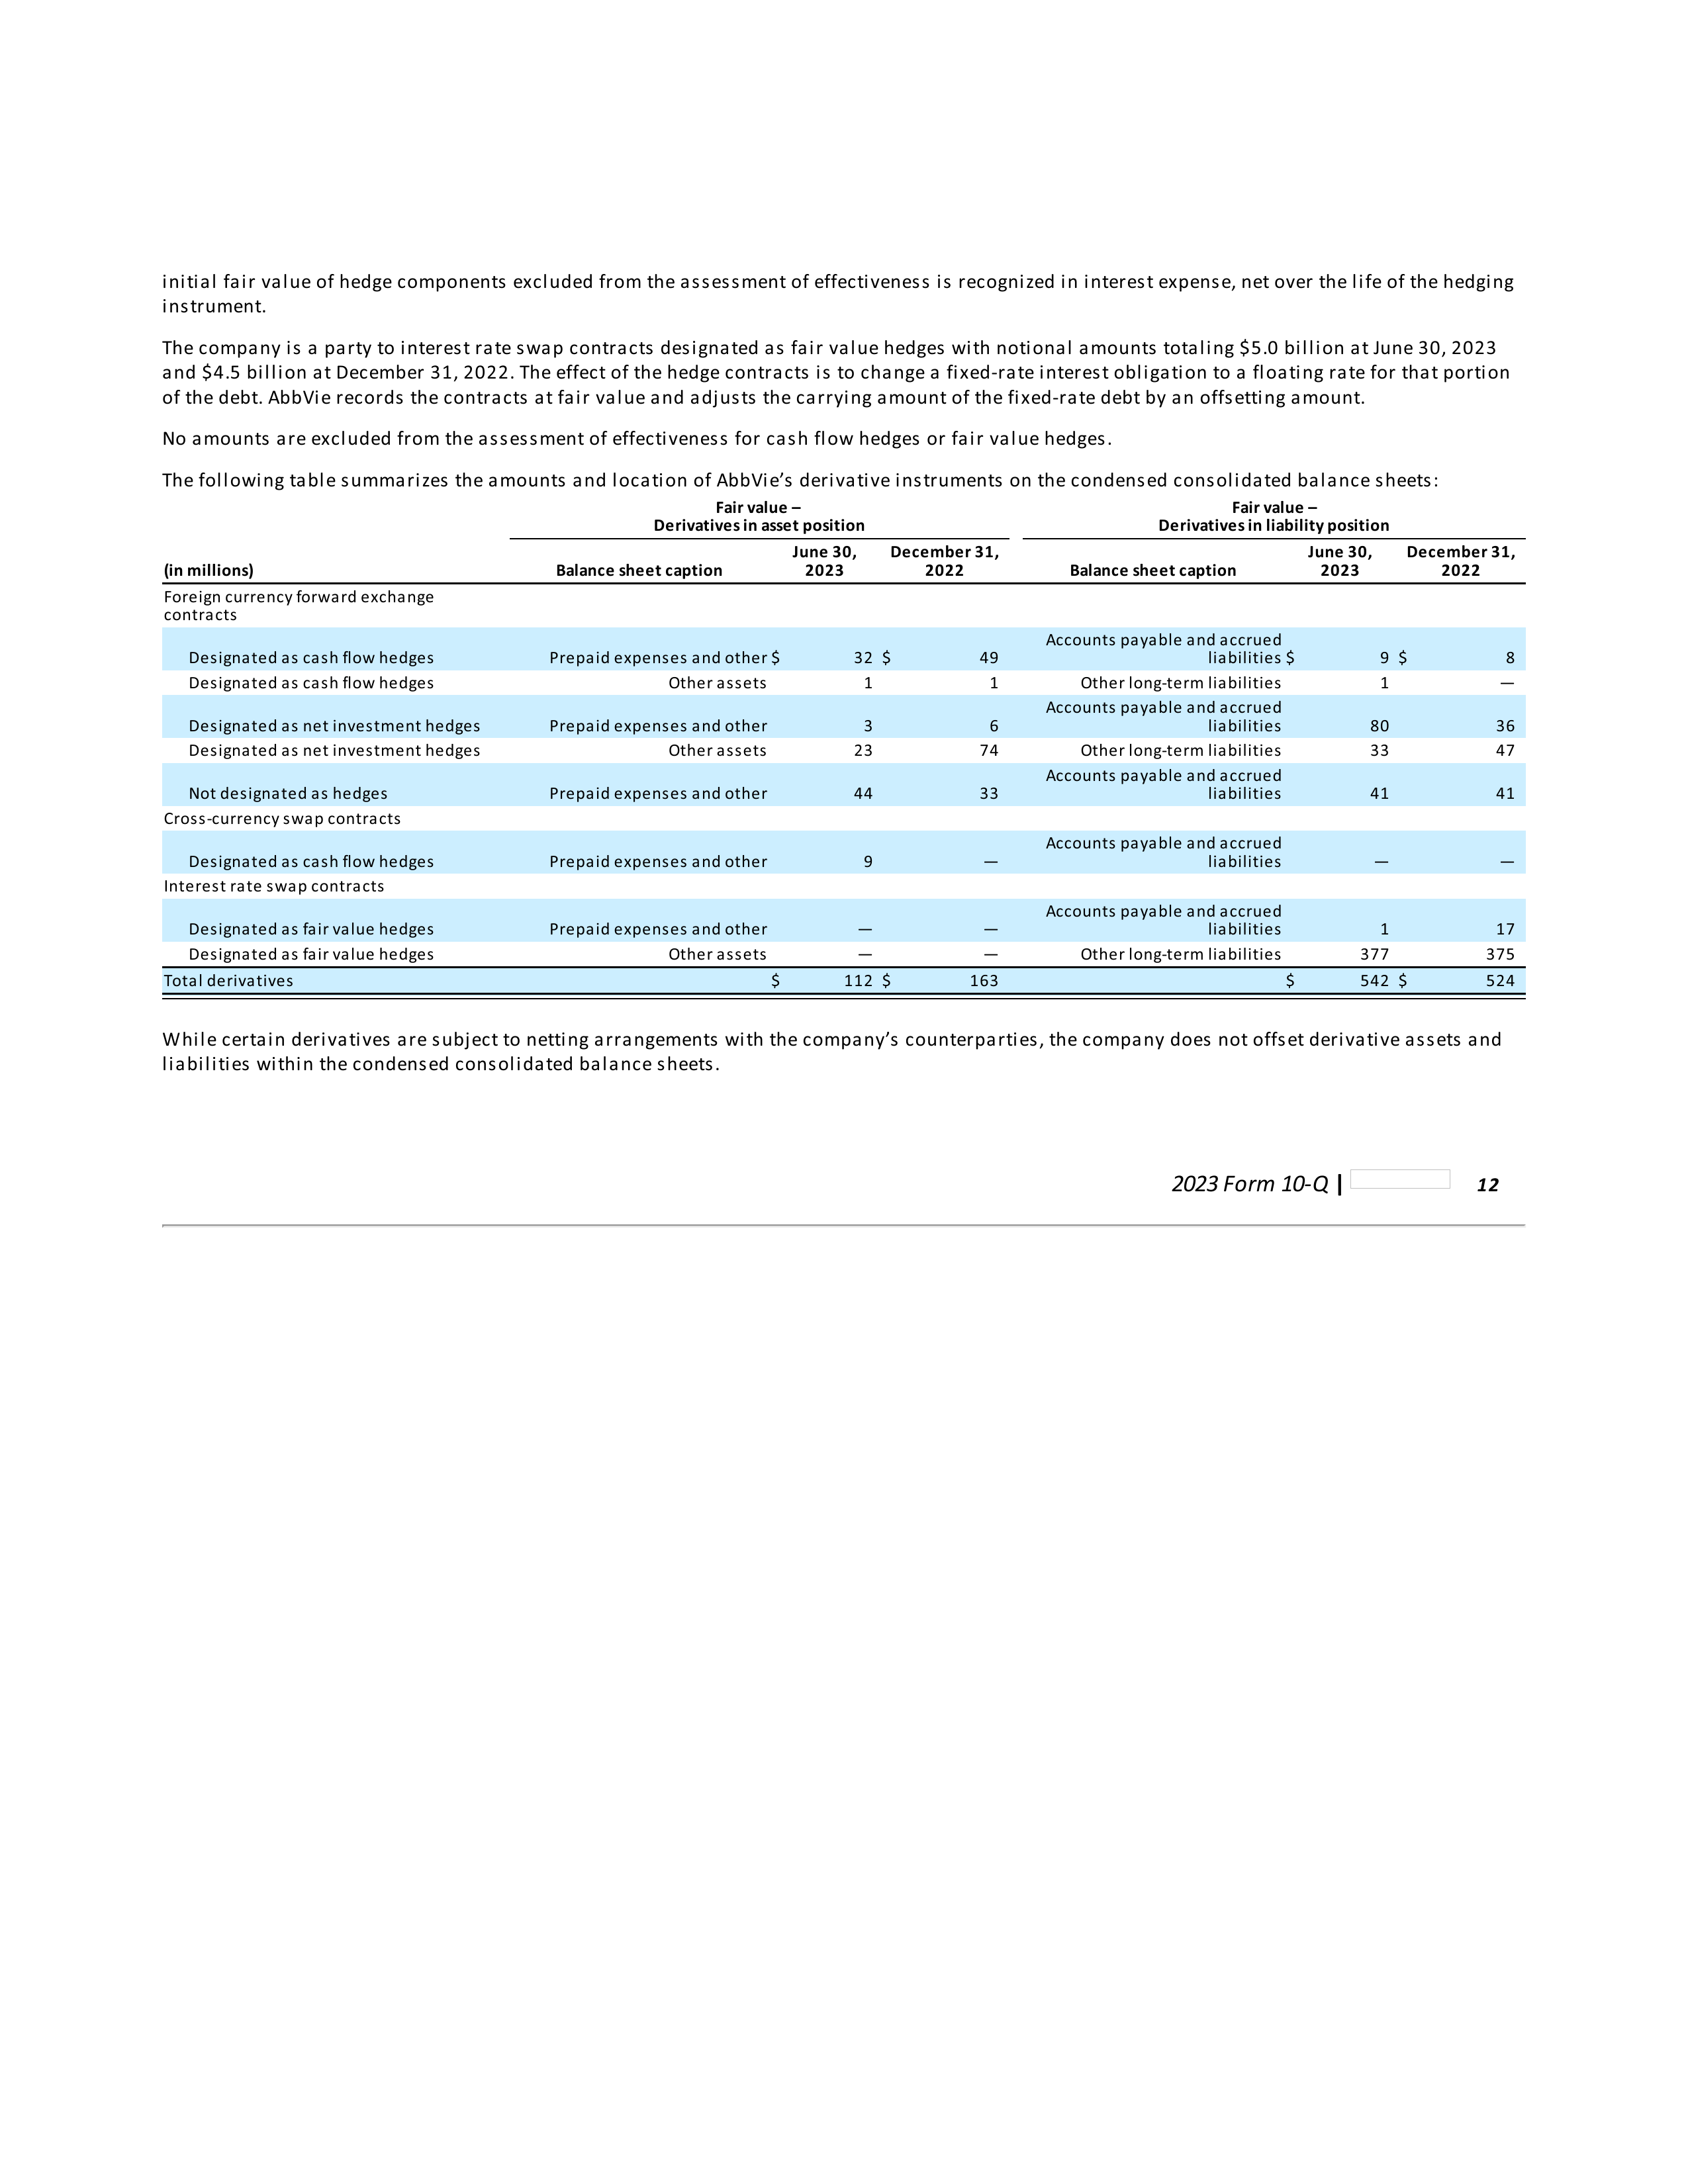 initial fair value of hedge components excluded from the assessment of effectiveness is recognized in interest expense, net over the life of the hedging
instrument.
The company is a party to interest rate swap contracts designated as fair value hedges with notional amounts totaling $5.0 billion at June 30, 2023
and $4.5 billion at December 31, 2022. The effect of the hedge contracts is to change a fixed-rate interest obligation to a floating rate for that portion
of the debt. AbbVie records the contracts at fair value and adjusts the carrying amount of the fixed-rate debt by an offsetting amount.
No amounts are excluded from the assessment of effectiveness for cash flow hedges or fair value hedges.
The following table summarizes the amounts and location of AbbVie’s derivative instruments on the condensed consolidated balance sheets:
Fair value – Fair value –
Derivatives in asset position Derivatives in liability position
June 30, December 31, June 30, December 31,
(in millions) Balance sheet caption 2023 2022 Balance sheet caption 2023 2022
Foreign currency forward exchange
contracts
Accounts payable and accrued
Designated as cash flow hedges Prepaid expenses and other $ 32 $ 49 liabilities $ 9 $ 8
Designated as cash flow hedges Other assets 1 1 Other long-term liabilities 1 —
Accounts payable and accrued
Designated as net investment hedges Prepaid expenses and other 3 6 liabilities 80 36
Designated as net investment hedges Other assets 23 74 Other long-term liabilities 33 47
Accounts payable and accrued
Not designated as hedges Prepaid expenses and other 44 33 liabilities 41 41
Cross-currency swap contracts
Accounts payable and accrued
Designated as cash flow hedges Prepaid expenses and other 9 — liabilities — —
Interest rate swap contracts
Accounts payable and accrued
Designated as fair value hedges Prepaid expenses and other — — liabilities 1 17
Designated as fair value hedges Other assets — — Other long-term liabilities 377 375
Total derivatives $ 112 $ 163 $ 542 $ 524
While certain derivatives are subject to netting arrangements with the company’s counterparties, the company does not offset derivative assets and
liabilities within the condensed consolidated balance sheets.
2023 Form 10-Q | 12